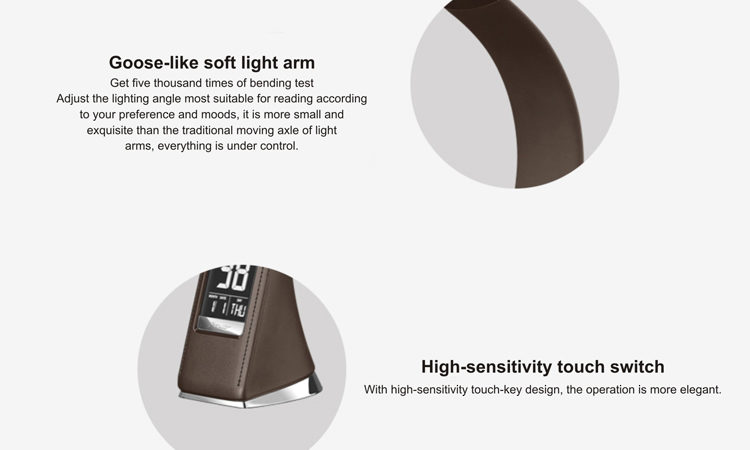 Goose-like soft light arm
Get five thousand times of bending test
Adjust the lighting angle most suitable for reading according
to your preference and moods, it is more small and
exquisite than the traditional moving axle of light
arms, everything is under control.
38
11 THU
High-sensitivity touch switch
With high-sensitivity touch-key design, the operation is more elegant.